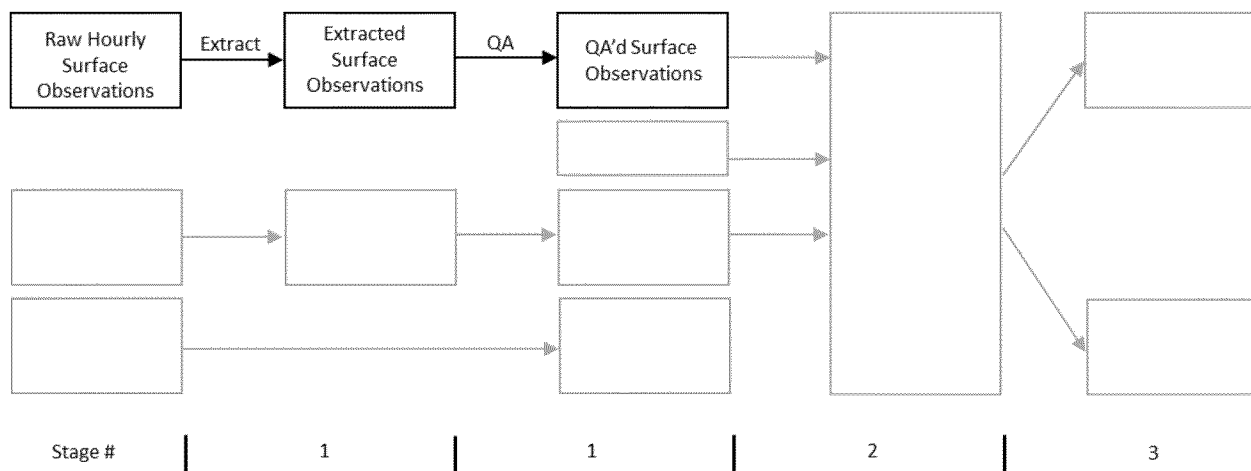 Raw Hourly
Surface
Observations
Extract
Extracted
Surface
Observations
QA
QA’d Surface
Observations
Stage #
1
1
2
3